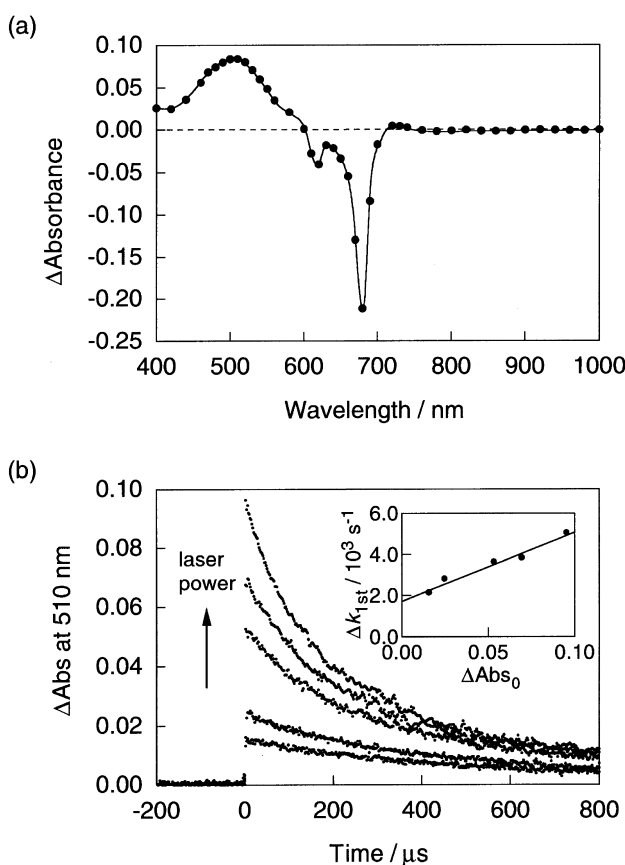 (a)
0.10
0.05
0.00
-0.05
-0.10
-0.15
-0.20
-0.25
ΔAbsorbance
400 500 600 700 800 900 1000
Wavelength / nm
(b)
0.10
0.08
0.06
0.04
0.02
0.00
ΔAbs at 510 nm
laser
power
6.0
4.0
2.0
0.0
Δk1st / 10³ s⁻¹
0.00 0.05 0.10
ΔAbs₀
-200 0 200 400 600 800
Time / μs